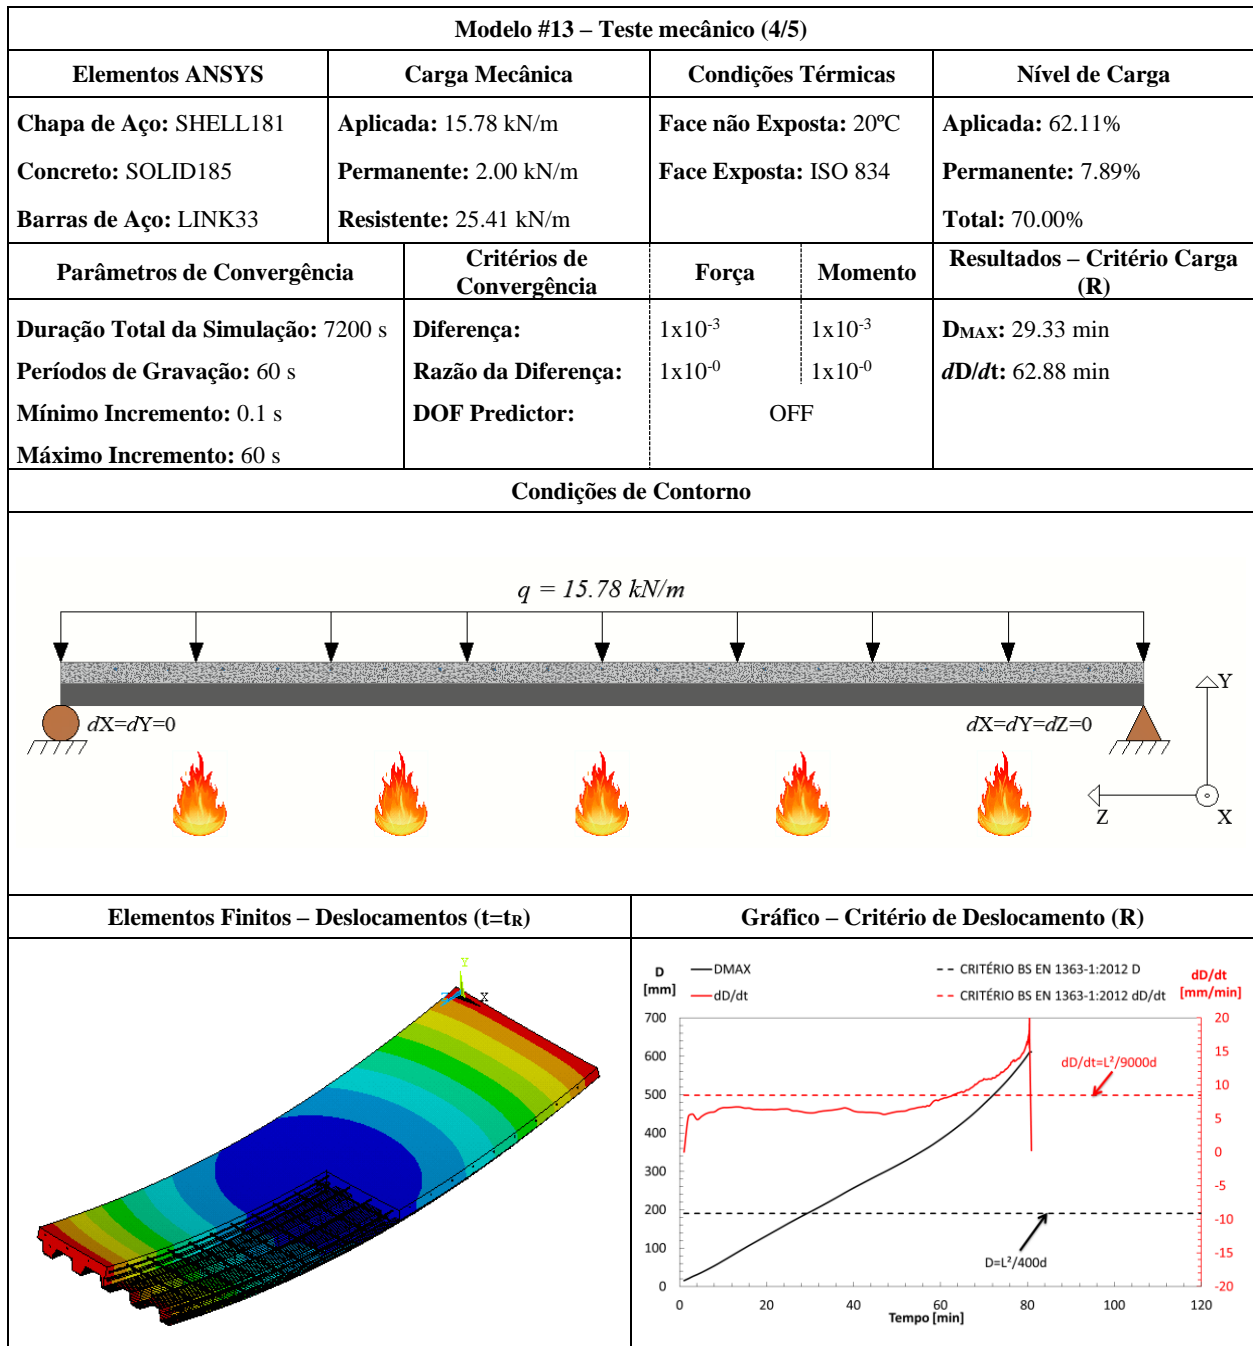 Modelo #13 – Teste mecânico (4/5)
Elementos ANSYS
Carga Mecânica
Condições Térmicas
Nível de Carga
Chapa de Aço: SHELL181
Concreto: SOLID185
Barras de Aço: LINK33
Aplicada: 15.78 kN/m
Permanente: 2.00 kN/m
Resistente: 25.41 kN/m
Face não Exposta: 20ºC
Face Exposta: ISO 834
Aplicada: 62.11%
Permanente: 7.89%
Total: 70.00%
Parâmetros de Convergência
Critérios de
Convergência
Força
Momento
Resultados – Critério Carga
(R)
Duração Total da Simulação: 7200 s
Períodos de Gravação: 60 s
Mínimo Incremento: 0.1 s
Máximo Incremento: 60 s
Diferença: 1x10⁻³ 1x10⁻³
Razão da Diferença: 1x10⁻⁰ 1x10⁻⁰
DOF Predictor: OFF
DMAX: 29.33 min
dD/dt: 62.88 min
Condições de Contorno
q = 15.78 kN/m
dX=dY=0
dX=dY=dZ=0
Y
Z
X
Elementos Finitos – Deslocamentos (t=tR)
Gráfico – Critério de Deslocamento (R)
Y
X
D
[mm]
DMAX
dD/dt
CRITÉRIO BS EN 1363-1:2012 D
CRITÉRIO BS EN 1363-1:2012 dD/dt
dD/dt
[mm/min]
700
600
500
400
300
200
100
0
20
15
10
5
0
-5
-10
-15
-20
dD/dt=L²/9000d
D=L²/400d
0 20 40 60 80 100 120
Tempo [min]